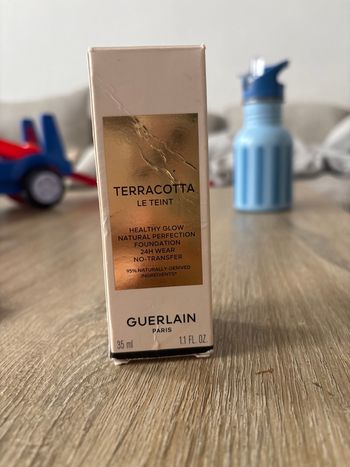 TERRACOTTA
LE TEINT
HEALTHY GLOW
NATURAL PERFECTION
FOUNDATION
24H WEAR
NO-TRANSFER
95% NATURALLY-DERIVED
INGREDIENTS*
GUERLAIN
PARIS
35 ml 1.1 FL. OZ.